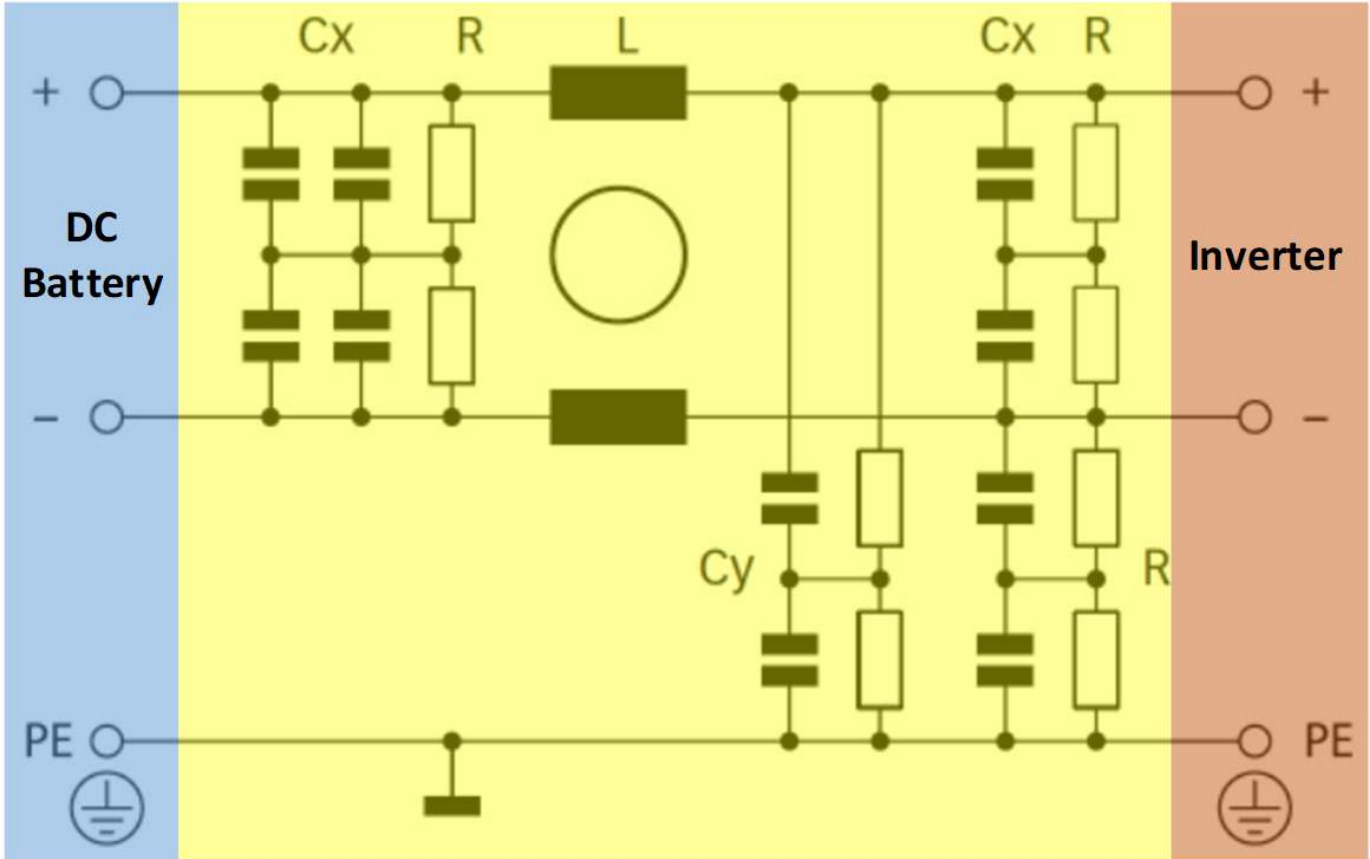 Cx R L Cx R
+ +
DC
Battery
Inverter
− −
Cy R
PE PE